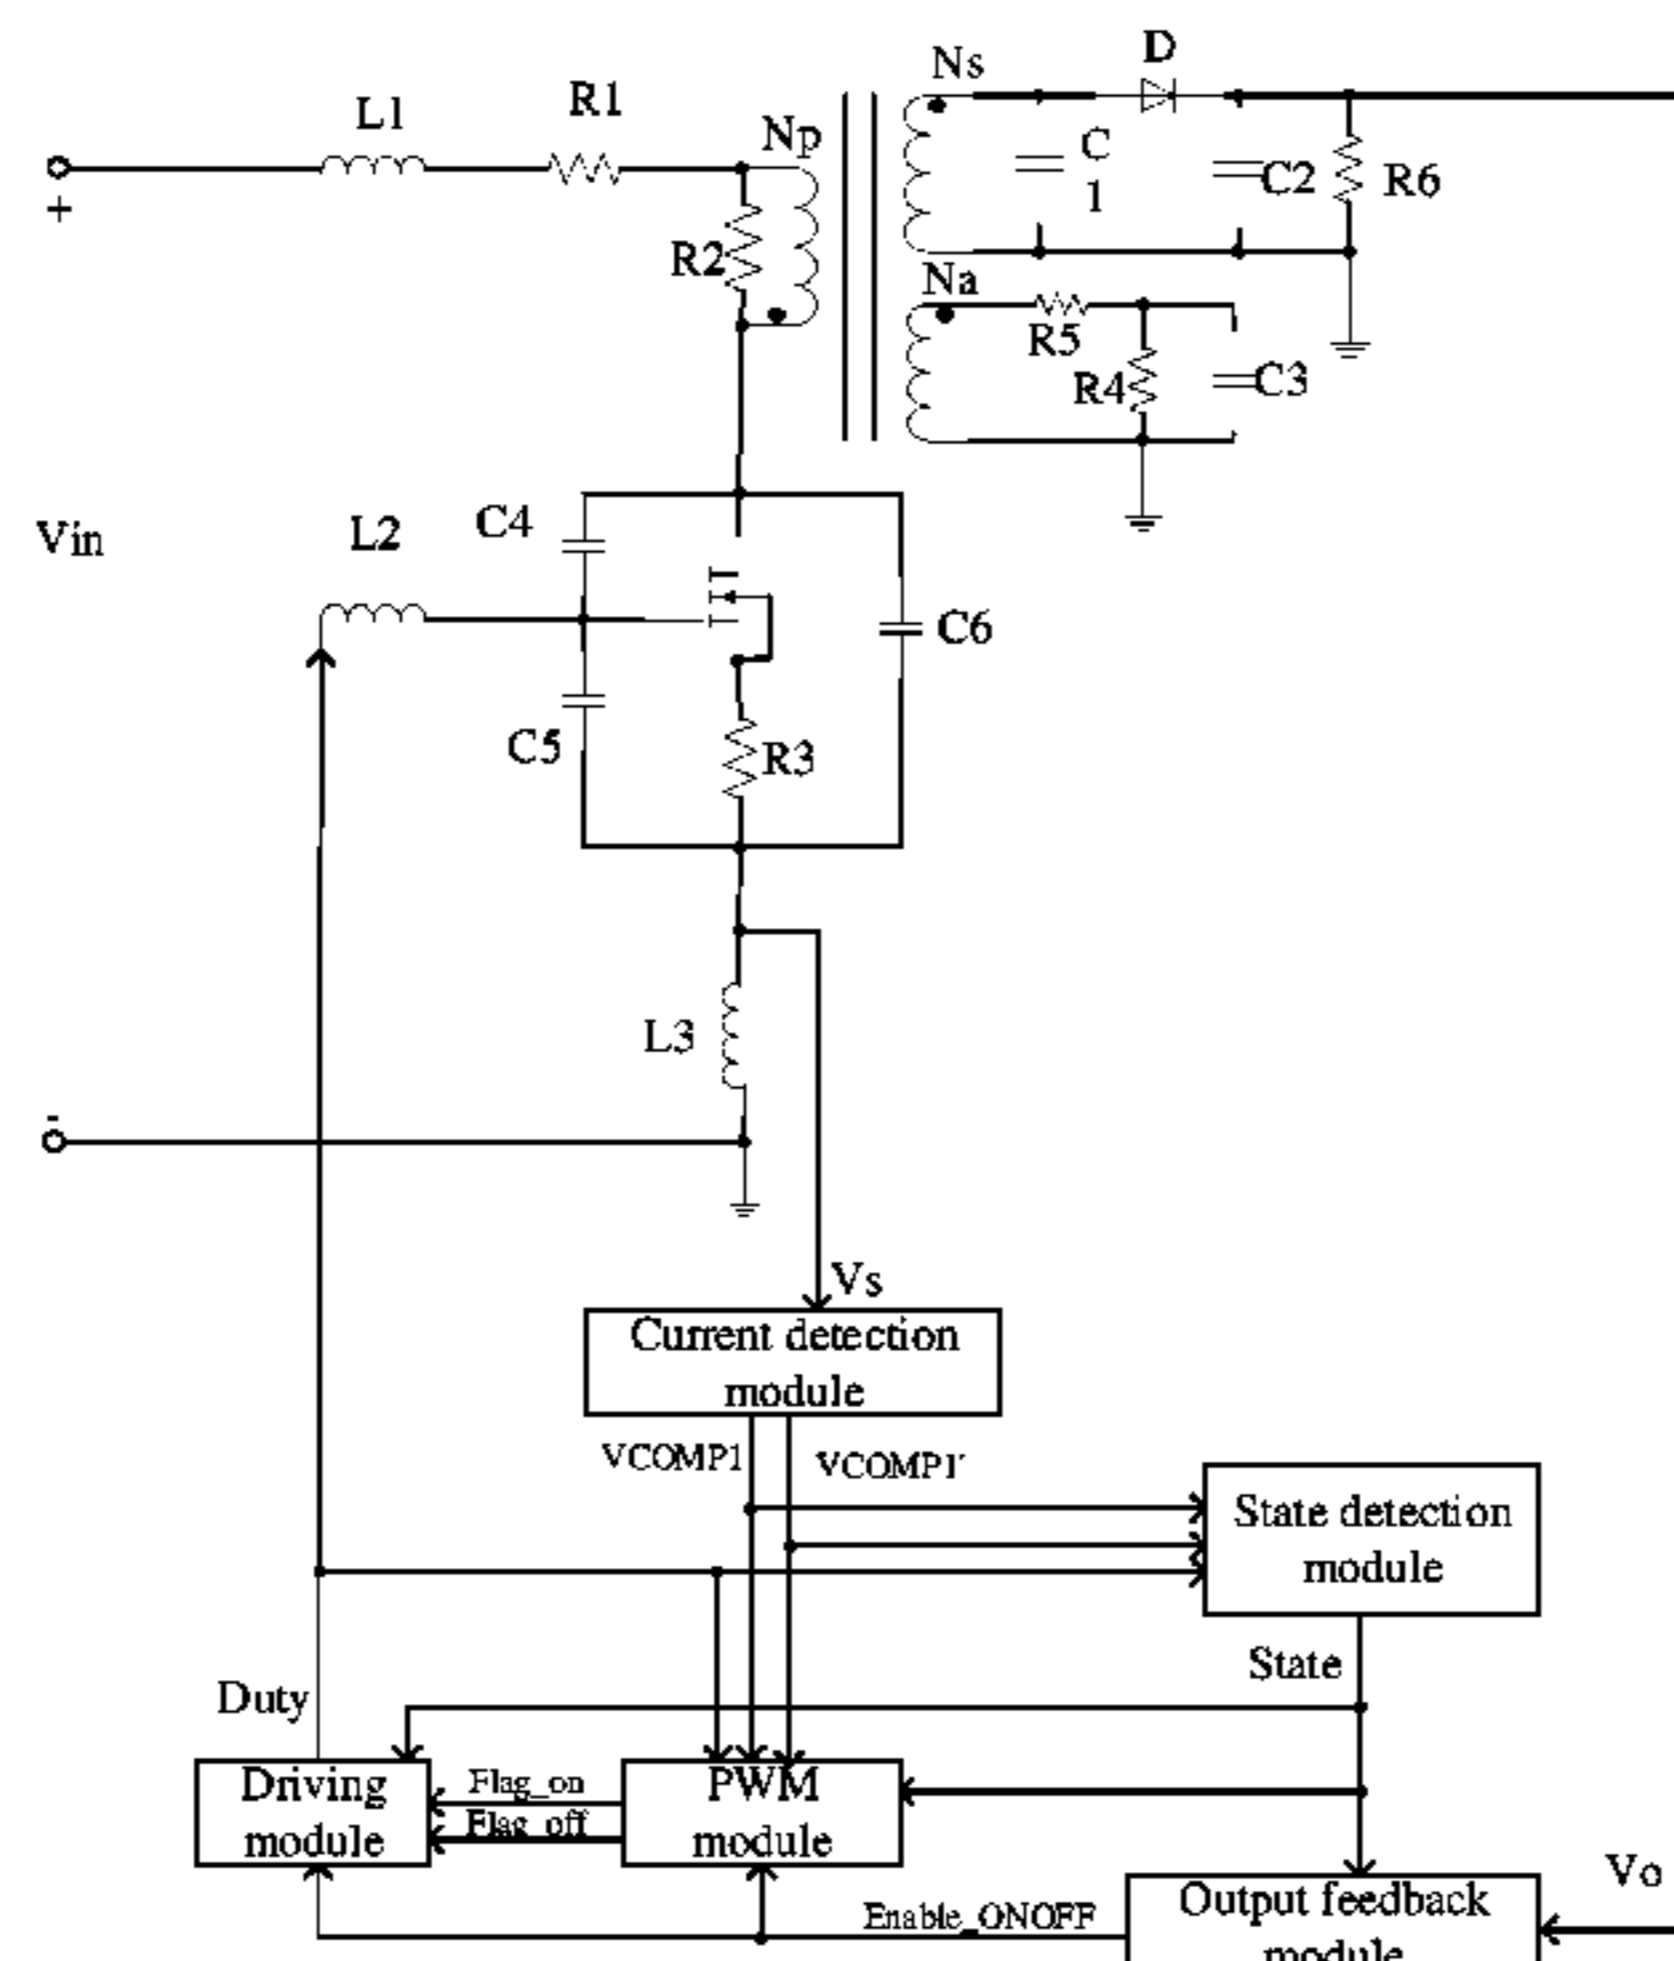 D
Ns
R1
L1
Np
C
1
C2
R6
+
R2
Na
R5
R4
C3
Vin
L2
C4
C6
C5
R3
L3
-
Vs
Current detection
module
VCOMP1
VCOMP1'
State detection
module
State
Duty
Driving
module
Flag_on
Flag_off
PWM
module
Vo
Enable_ONOFF
Output feedback
module